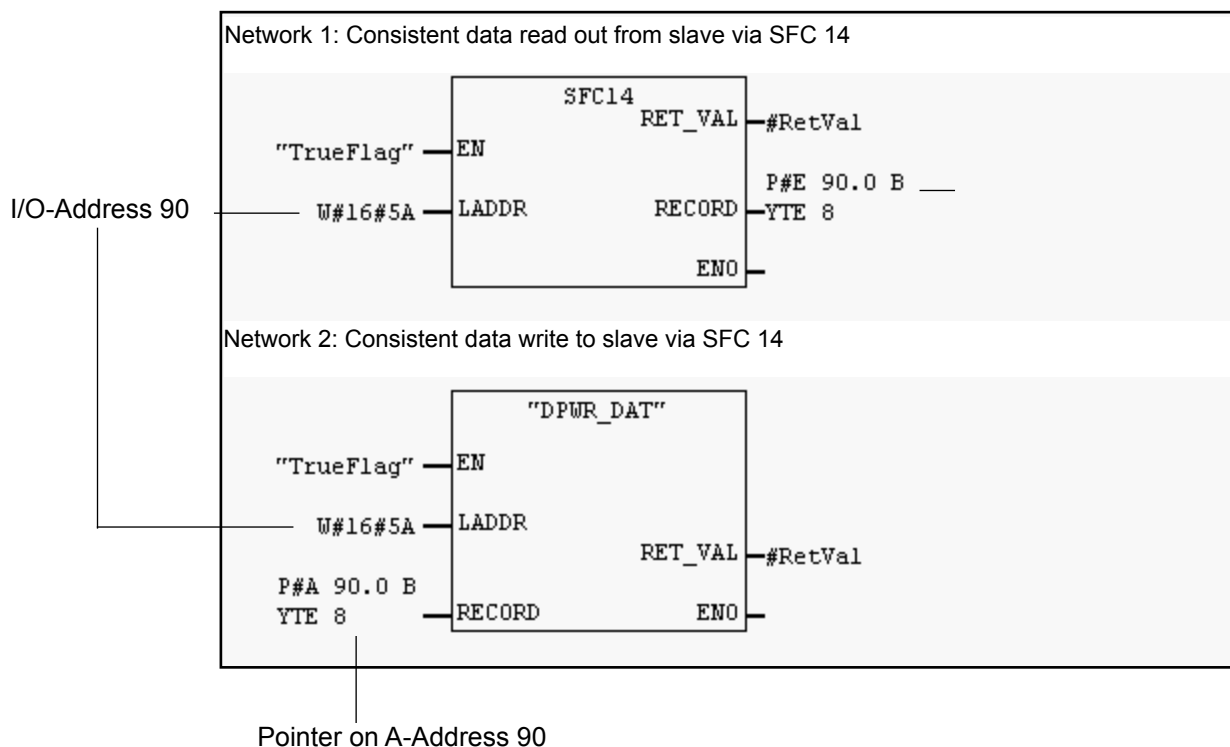 Network 1: Consistent data read out from slave via SFC 14
SFC14
RET_VAL #RetVal
"TrueFlag" EN
P#E 90.0 B
I/O-Address 90 W#16#5A LADDR RECORD YTE 8
ENO
Network 2: Consistent data write to slave via SFC 14
"DPWR_DAT"
"TrueFlag" EN
W#16#5A LADDR
RET_VAL #RetVal
P#A 90.0 B
YTE 8 RECORD ENO
Pointer on A-Address 90